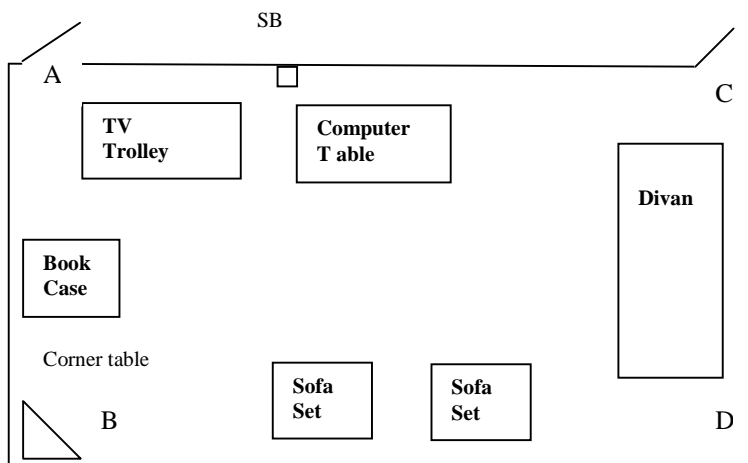 SB
A
C
TV
Trolley
Computer
T able
Divan
Book
Case
Corner table
Sofa
Set
Sofa
Set
B
D